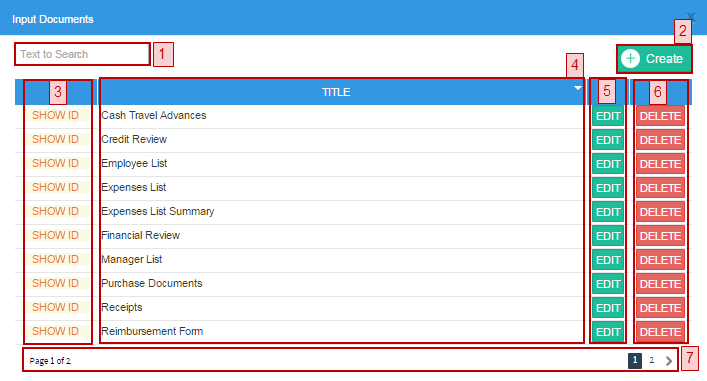 Input Documents x
2
Text to Search 1
Create
3 4 5 6
TITLE
SHOW ID Cash Travel Advances EDIT DELETE
SHOW ID Credit Review EDIT DELETE
SHOW ID Employee List EDIT DELETE
SHOW ID Expenses List EDIT DELETE
SHOW ID Expenses List Summary EDIT DELETE
SHOW ID Financial Review EDIT DELETE
SHOW ID Manager List EDIT DELETE
SHOW ID Purchase Documents EDIT DELETE
SHOW ID Receipts EDIT DELETE
SHOW ID Reimbursement Form EDIT DELETE
Page 1 of 2 1 2 7